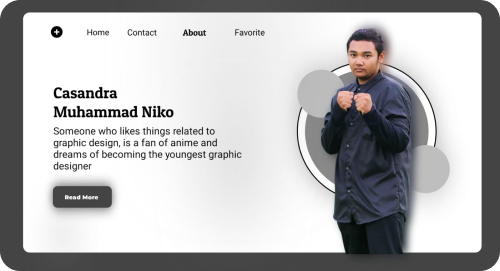 Home Contact About Favorite
Casandra
Muhammad Niko
Someone who likes things related to
graphic design, is a fan of anime and
dreams of becoming the youngest graphic
designer
Read More